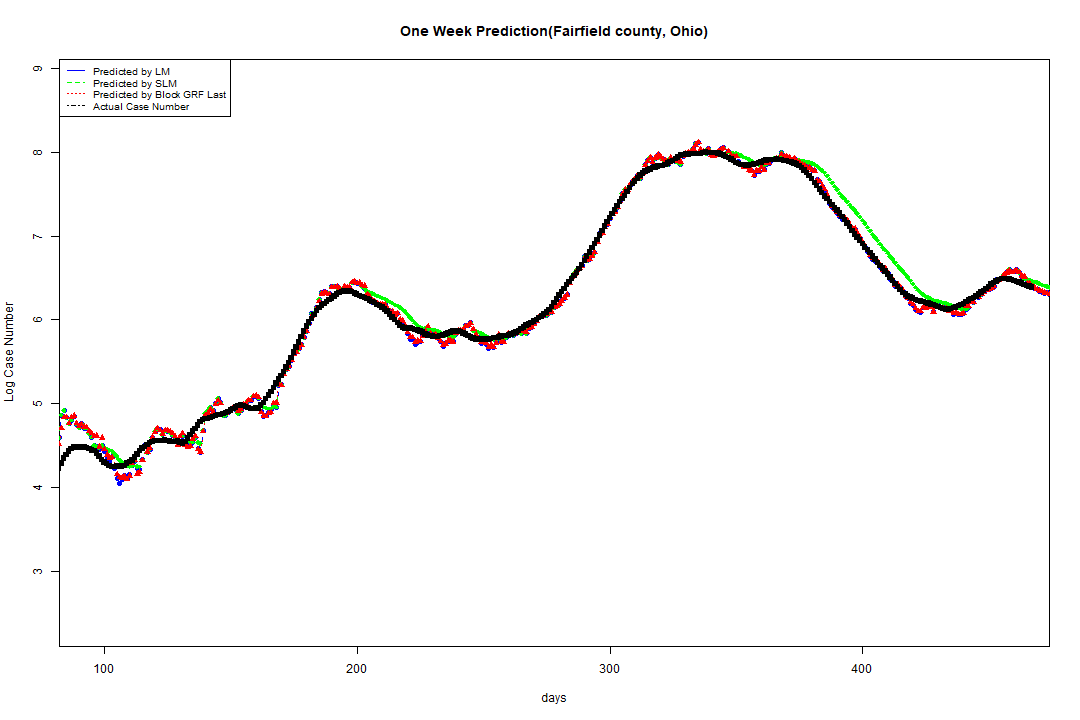 One Week Prediction(Fairfield county, Ohio)
Predicted by LM
Predicted by SLM
Predicted by Block GRF Last
Actual Case Number
9
8
7
6
5
4
3
Log Case Number
100 200 300 400
days